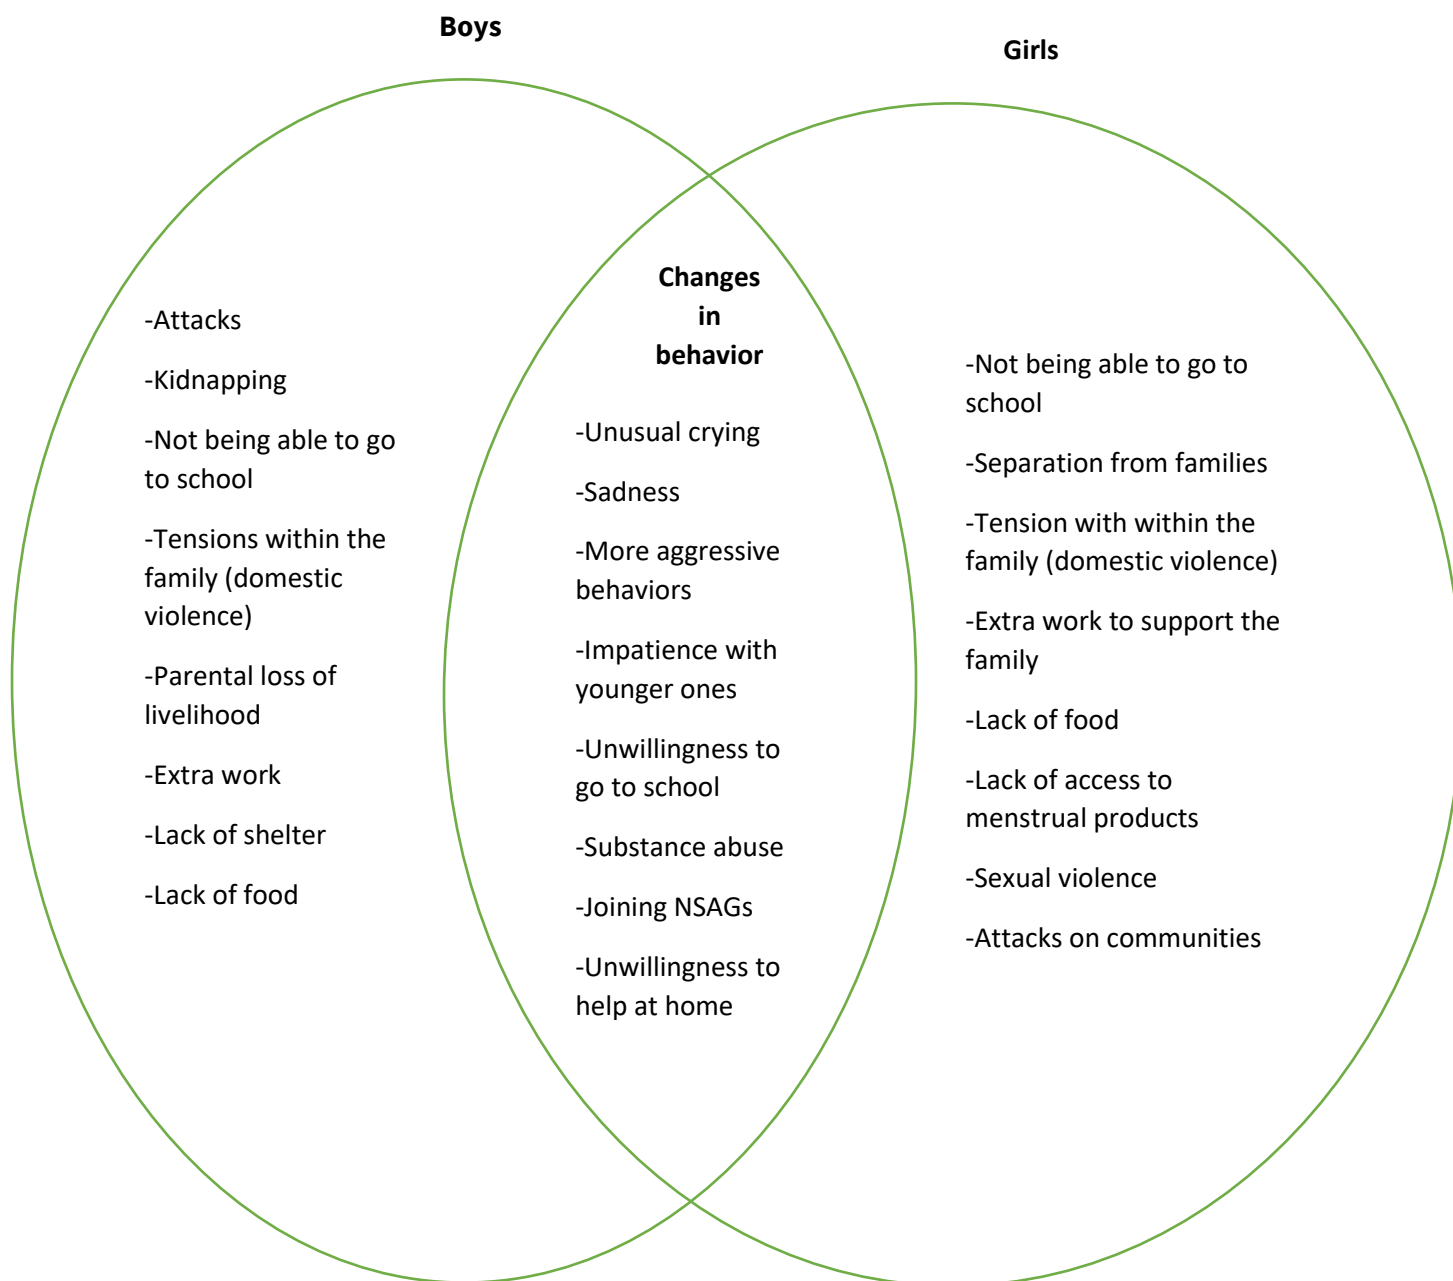 Boys
Girls
-Attacks
-Kidnapping
-Not being able to go
to school
-Tensions within the
family (domestic
violence)
-Parental loss of
livelihood
-Extra work
-Lack of shelter
-Lack of food
Changes
in
behavior
-Unusual crying
-Sadness
-More aggressive
behaviors
-Impatience with
younger ones
-Unwillingness to
go to school
-Substance abuse
-Joining NSAGs
-Unwillingness to
help at home
-Not being able to go to
school
-Separation from families
-Tension with within the
family (domestic violence)
-Extra work to support the
family
-Lack of food
-Lack of access to
menstrual products
-Sexual violence
-Attacks on communities